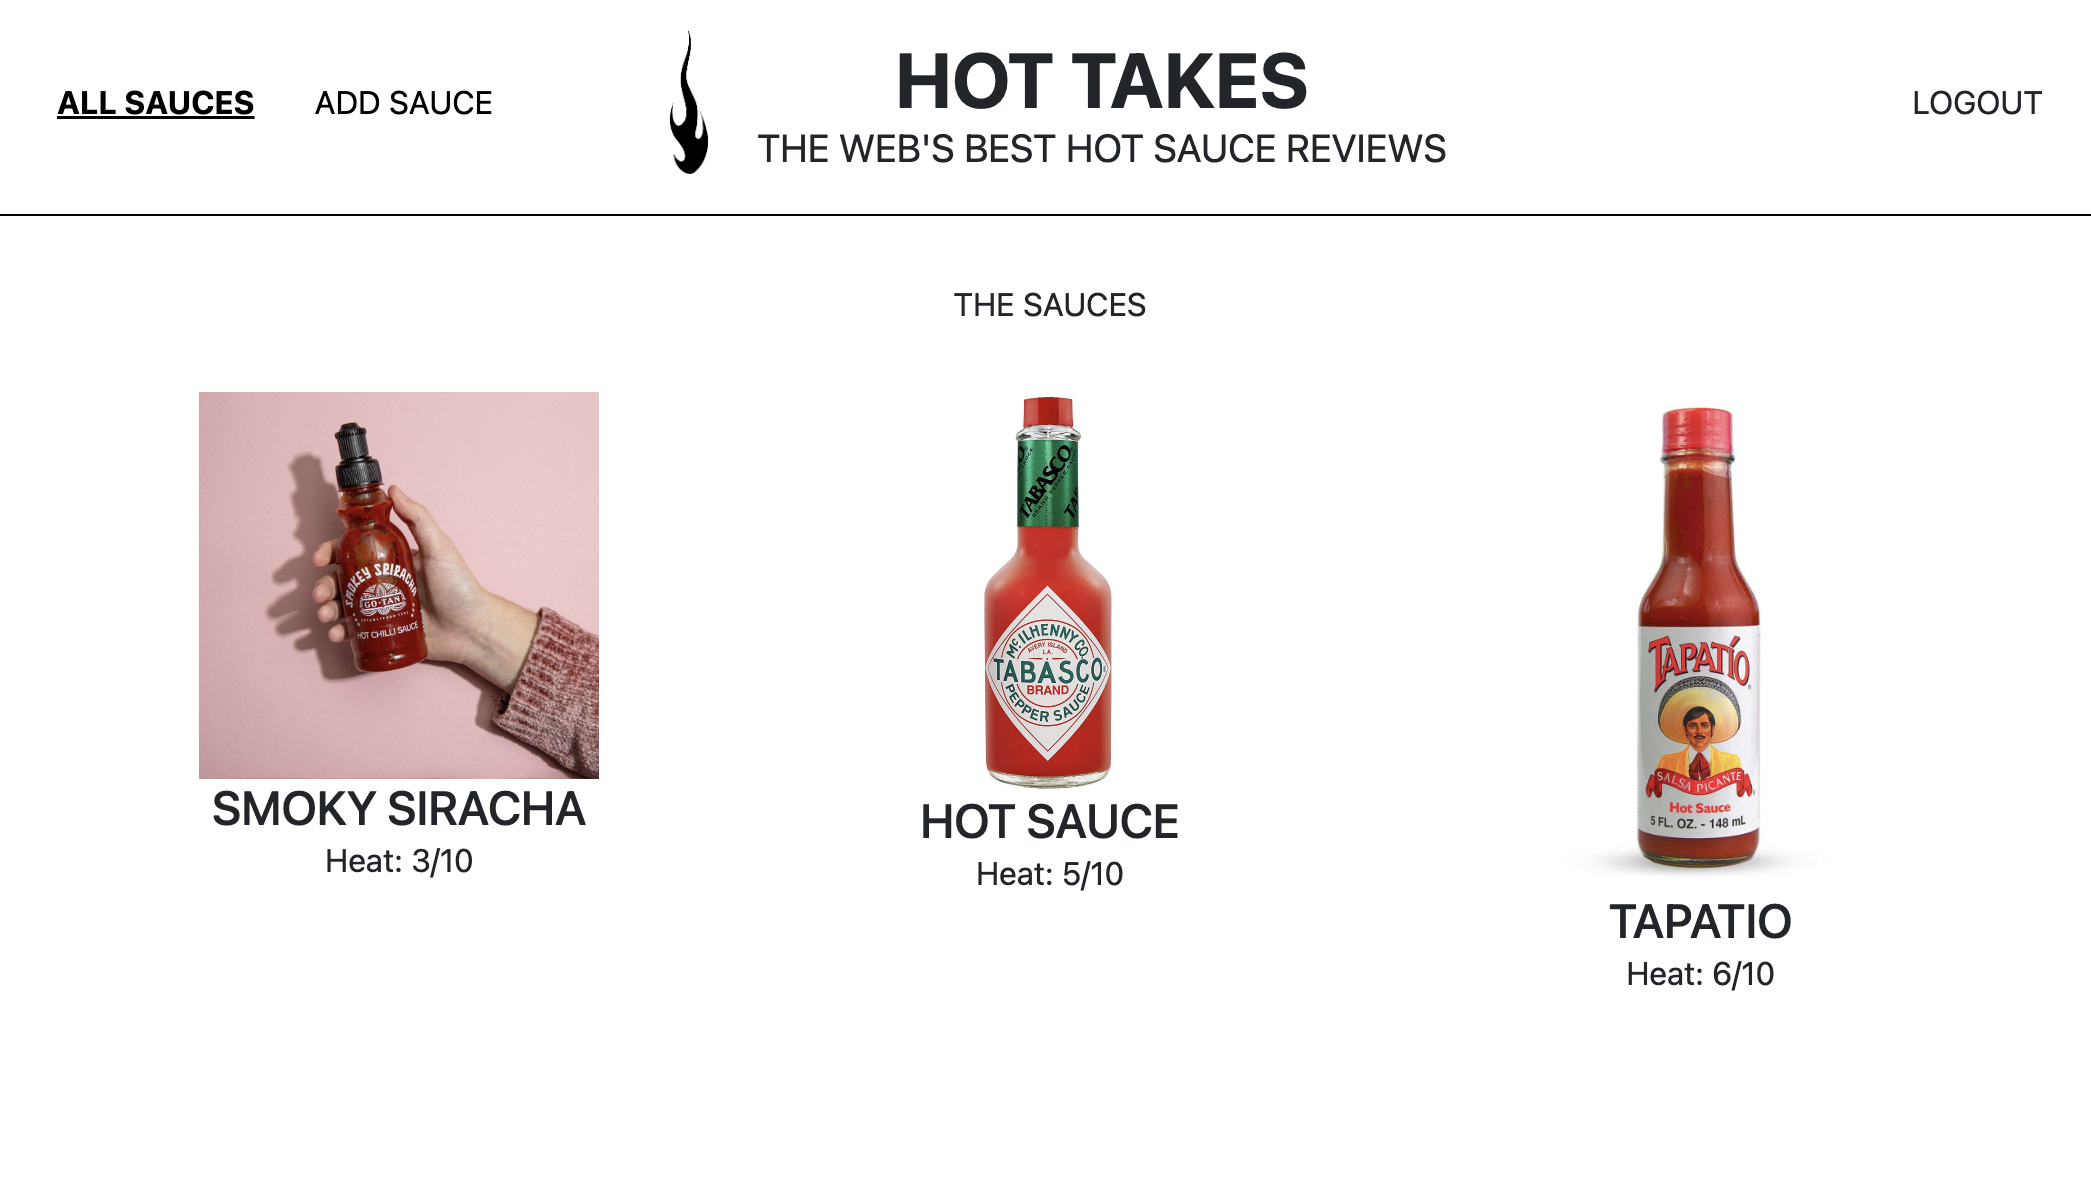 ALL SAUCES
ADD SAUCE
HOT TAKES
THE WEB'S BEST HOT SAUCE REVIEWS
LOGOUT
THE SAUCES
SMOKEY SRIRACHA
GO-TAN
HOT CHILLI SAUCE
SMOKY SIRACHA
Heat: 3/10
TABASCO
McILHENNY CO.
AVERY ISLAND
LA.
TABASCO
BRAND
PEPPER SAUCE
HOT SAUCE
Heat: 5/10
TAPATÍO
SALSA PICANTE
Hot Sauce
5 FL. OZ. - 148 mL
TAPATIO
Heat: 6/10